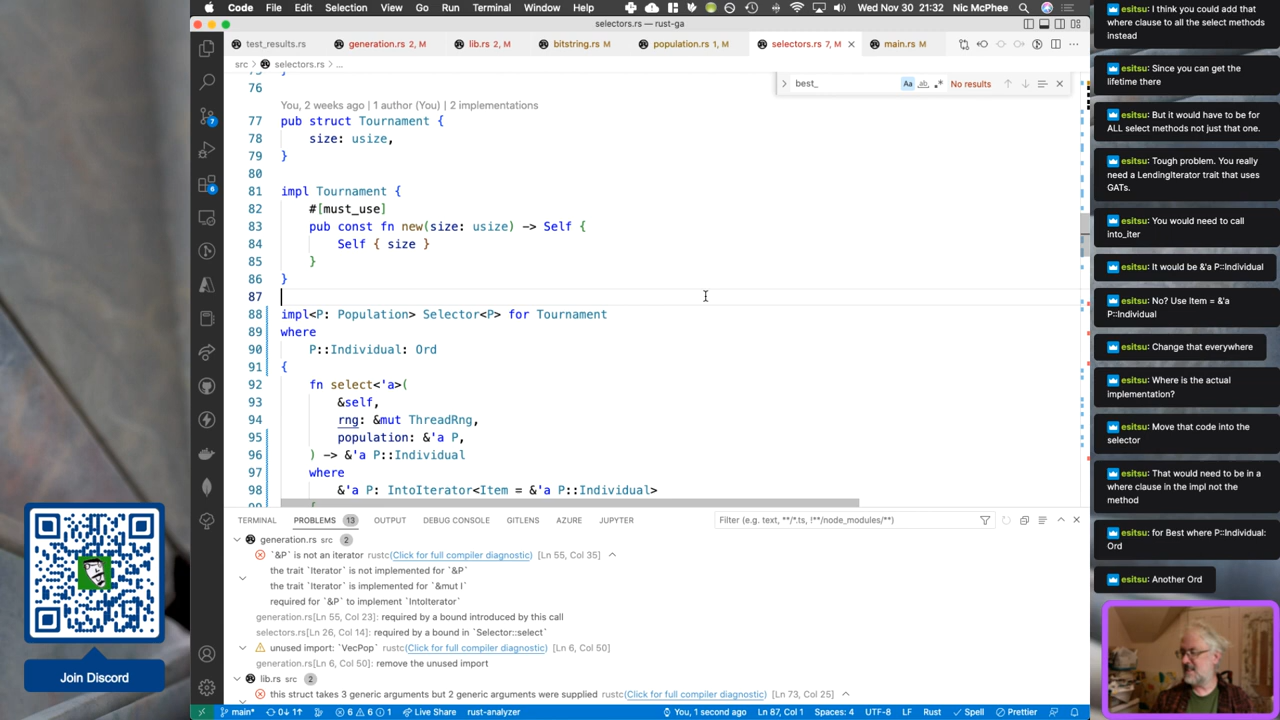 Code File Edit Selection View Go Run Terminal Window Help
Wed Nov 30 21:32 Nic McPhee
selectors.rs — rust-ga
test_results.rs generation.rs 2, M lib.rs 2, M bitstring.rs M population.rs 1, M selectors.rs 7, M main.rs M
src > selectors.rs > ...
best_ Aa ab No results
76
You, 2 weeks ago | 1 author (You) | 2 implementations
77 pub struct Tournament {
78 size: usize,
79 }
80
81 impl Tournament {
82 #[must_use]
83 pub const fn new(size: usize) -> Self {
84 Self { size }
85 }
86 }
87
88 impl<P: Population> Selector<P> for Tournament
89 where
90 P::Individual: Ord
91 {
92 fn select<'a>(
93 &self,
94 rng: &mut ThreadRng,
95 population: &'a P,
96 ) -> &'a P::Individual
97 where
98 &'a P: IntoIterator<Item = &'a P::Individual>
TERMINAL PROBLEMS 13 OUTPUT DEBUG CONSOLE GITLENS AZURE JUPYTER
Filter (e.g. text, **/*.ts, !**/node_modules/**)
generation.rs src 2
`&P` is not an iterator rustc(Click for full compiler diagnostic) [Ln 55, Col 35]
the trait `Iterator` is not implemented for `&P`
the trait `Iterator` is implemented for `&mut I`
required for `&P` to implement `IntoIterator`
generation.rs[Ln 55, Col 23]: required by a bound introduced by this call
selectors.rs[Ln 26, Col 14]: required by a bound in `Selector::select`
unused import: `VecPop` rustc(Click for full compiler diagnostic) [Ln 6, Col 50]
generation.rs[Ln 6, Col 50]: remove the unused import
lib.rs src 2
this struct takes 3 generic arguments but 2 generic arguments were supplied rustc(Click for full compiler diagnostic) [Ln 73, Col 25]
main* 0↓ 1↑ 6 6 1 Live Share rust-analyzer
You, 1 second ago Ln 87, Col 1 Spaces: 4 UTF-8 LF Rust Spell Prettier
7
6
Join Discord
esitsu: I think you could add that where clause to all the select methods instead
esitsu: Since you can get the lifetime there
esitsu: But it would have to be for ALL select methods not just that one.
esitsu: Tough problem. You really need a LendingIterator trait that uses GATs.
esitsu: You would need to call into_iter
esitsu: It would be &'a P::Individual
esitsu: No? Use Item = &'a P::Individual
esitsu: Change that everywhere
esitsu: Where is the actual implementation?
esitsu: Move that code into the selector
esitsu: That would need to be in a where clause in the impl not the method
esitsu: for Best where P::Individual: Ord
esitsu: Another Ord